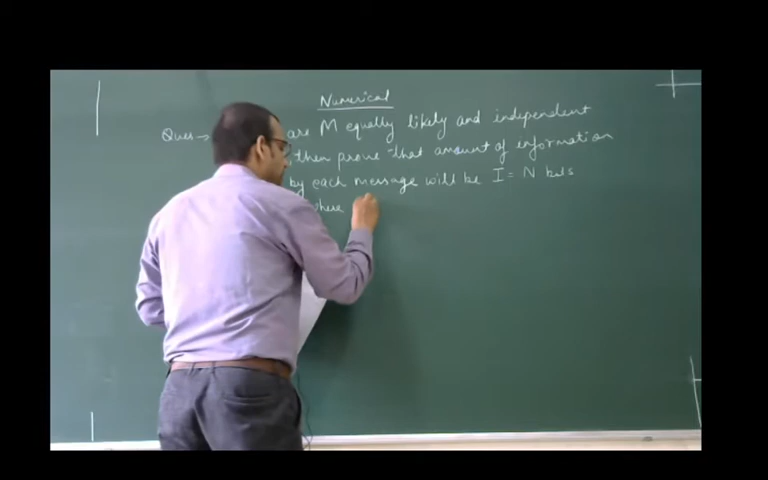 Numerical
Ques → are M equally likely and independent
then prove that amount of information
by each message will be I = N bits
where